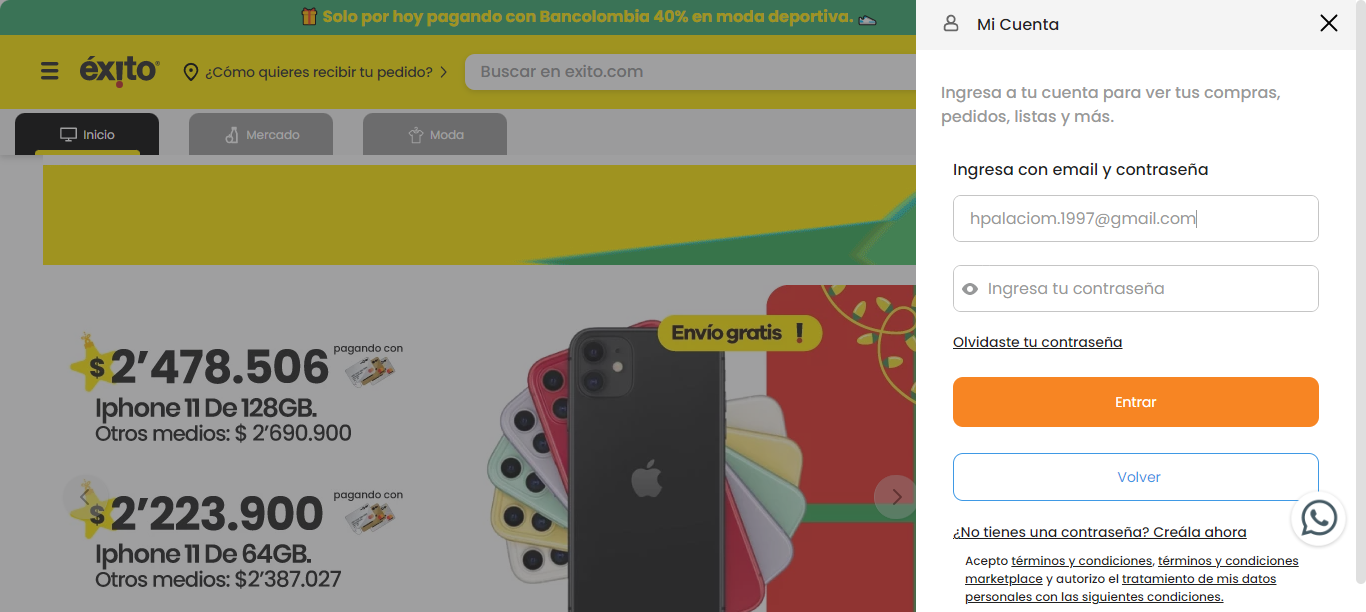 Solo por hoy pagando con Bancolombia 40% en moda deportiva.
éxito
¿Cómo quieres recibir tu pedido?
Buscar en exito.com
Inicio
Mercado
Moda
Envío gratis !
$2’478.506
pagando con
Iphone 11 De 128GB.
Otros medios: $ 2’690.900
$2’223.900
pagando con
Iphone 11 De 64GB.
Otros medios: $2’387.027
Mi Cuenta
Ingresa a tu cuenta para ver tus compras,
pedidos, listas y más.
Ingresa con email y contraseña
hpalaciom.1997@gmail.com
Ingresa tu contraseña
Olvidaste tu contraseña
Entrar
Volver
¿No tienes una contraseña? Creála ahora
Acepto términos y condiciones, términos y condiciones
marketplace y autorizo el tratamiento de mis datos
personales con las siguientes condiciones.